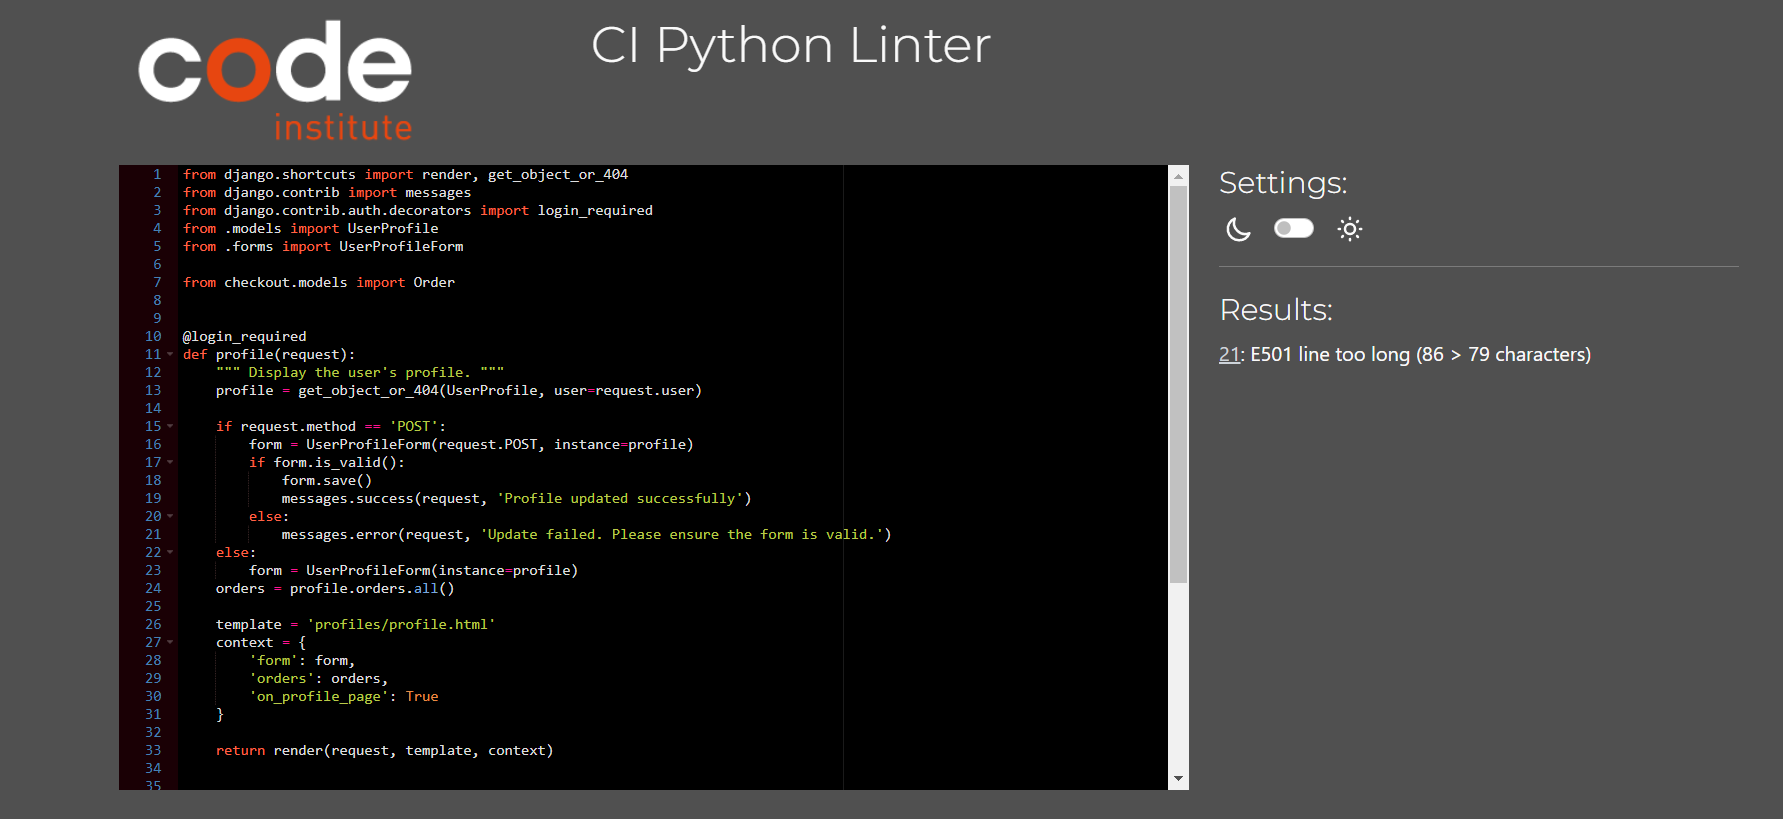 code
institute
CI Python Linter
1 from django.shortcuts import render, get_object_or_404
2 from django.contrib import messages
3 from django.contrib.auth.decorators import login_required
4 from .models import UserProfile
5 from .forms import UserProfileForm
6
7 from checkout.models import Order
8
9
10 @login_required
11 def profile(request):
12     """ Display the user's profile. """
13     profile = get_object_or_404(UserProfile, user=request.user)
14
15     if request.method == 'POST':
16         form = UserProfileForm(request.POST, instance=profile)
17         if form.is_valid():
18             form.save()
19             messages.success(request, 'Profile updated successfully')
20         else:
21             messages.error(request, 'Update failed. Please ensure the form is valid.')
22     else:
23         form = UserProfileForm(instance=profile)
24     orders = profile.orders.all()
25
26     template = 'profiles/profile.html'
27     context = {
28         'form': form,
29         'orders': orders,
30         'on_profile_page': True
31     }
32
33     return render(request, template, context)
34
35
Settings:
Results:
21: E501 line too long (86 > 79 characters)